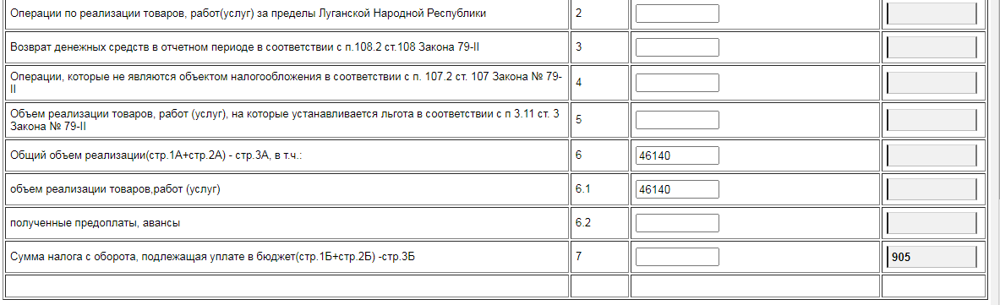 Операции по реализации товаров, работ(услуг) за пределы Луганской Народной Республики 2
Возврат денежных средств в отчетном периоде в соответствии с п.108.2 ст.108 Закона 79-II 3
Операции, которые не являются объектом налогообложения в соответствии с п. 107.2 ст. 107 Закона № 79-
II 4
Объем реализации товаров, работ (услуг), на которые устанавливается льгота в соответствии с п 3.11 ст. 3
Закона № 79-II 5
Общий объем реализации(стр.1А+стр.2А) - стр.3А, в т.ч.: 6 46140
объем реализации товаров,работ (услуг) 6.1 46140
полученные предоплаты, авансы 6.2
Сумма налога с оборота, подлежащая уплате в бюджет(стр.1Б+стр.2Б) -стр.3Б 7 905